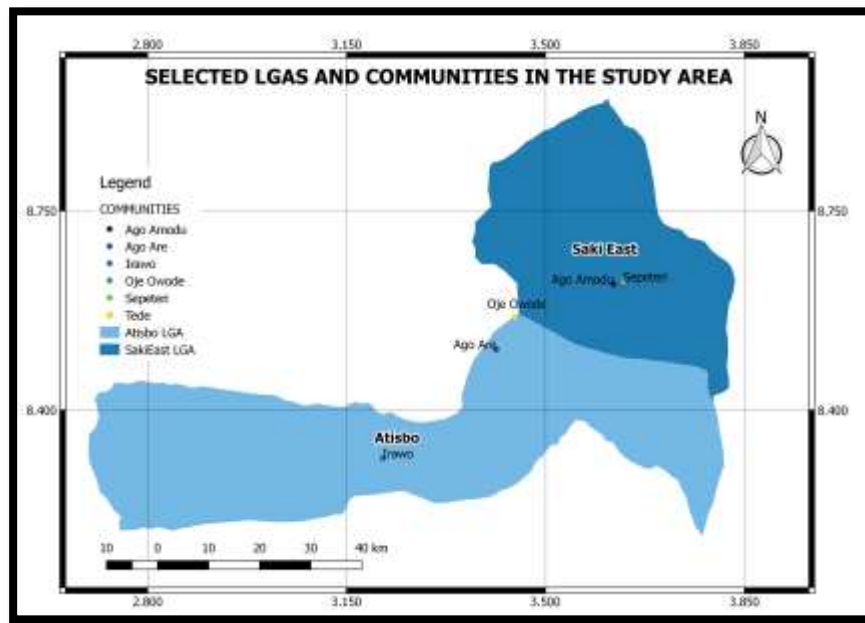 2.800 3.150 3.500 3.850
SELECTED LGAS AND COMMUNITIES IN THE STUDY AREA
N
Legend
COMMUNITIES
Ago Amodu
Ago Are
Irawo
Oje Owode
Sepeteri
Tede
Atisbo LGA
SakiEast LGA
8.750 8.750
Saki East
Ago Amodu Sepeteri
Oje Owode
Ago Are
8.400 8.400
Atisbo
Irawo
10 0 10 20 30 40 km
2.800 3.150 3.500 3.850